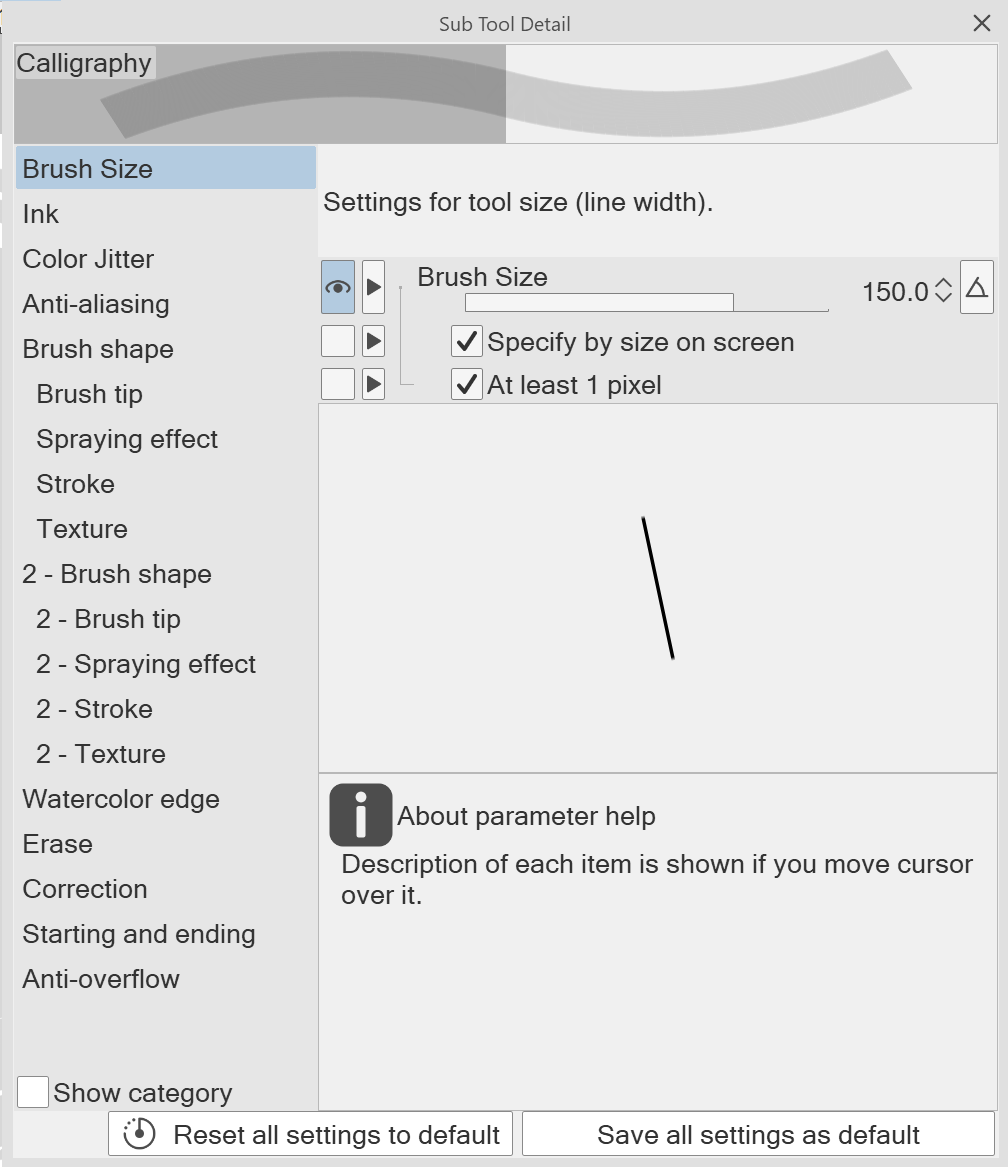 Sub Tool Detail
Calligraphy
Brush Size
Ink
Color Jitter
Anti-aliasing
Brush shape
Brush tip
Spraying effect
Stroke
Texture
2 - Brush shape
2 - Brush tip
2 - Spraying effect
2 - Stroke
2 - Texture
Watercolor edge
Erase
Correction
Starting and ending
Anti-overflow
Show category
Settings for tool size (line width).
Brush Size
150.0
Specify by size on screen
At least 1 pixel
About parameter help
Description of each item is shown if you move cursor
over it.
Reset all settings to default
Save all settings as default